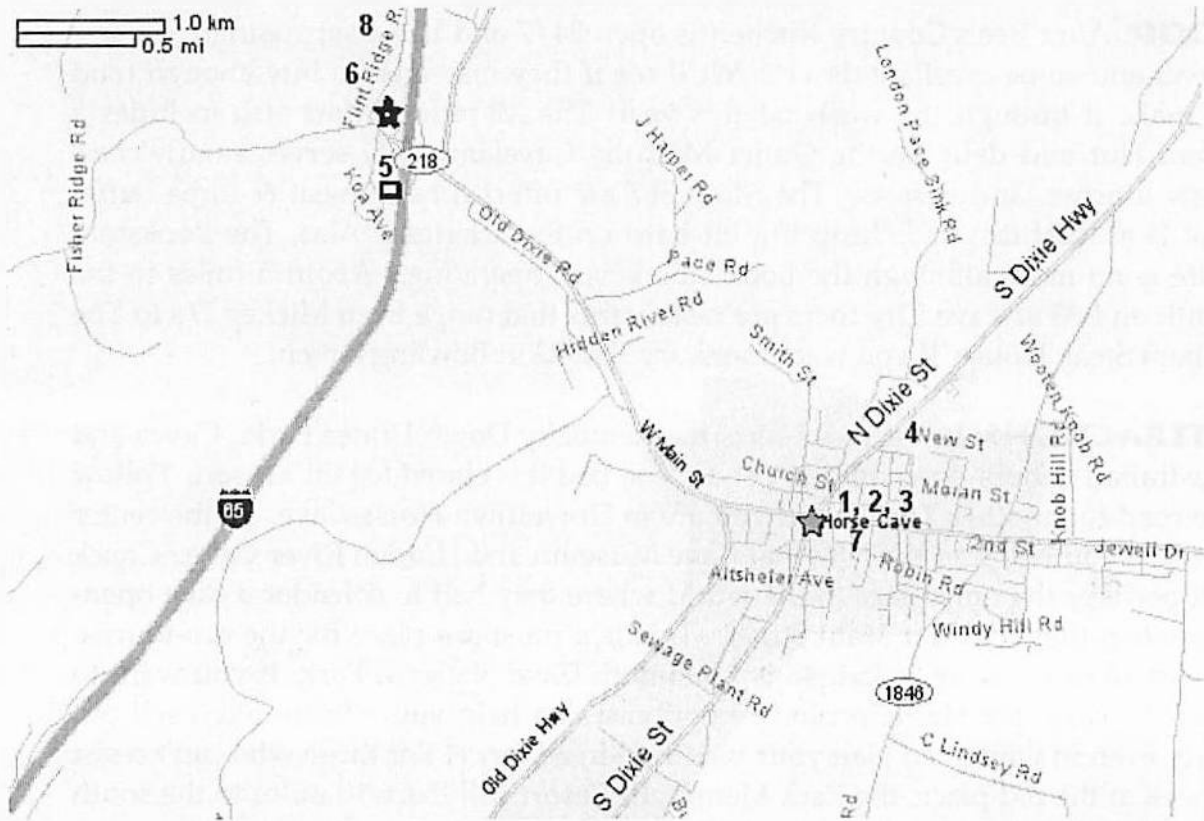 1.0 km
0.5 mi
8
Flint Ridge R
6
5
218
Fisher Ridge Rd
Old Drive Rd
J Harper Rd
Pace Rd
Hidden River Rd
London Pace Silve Rd
S Dixie Hwy
Smith St
N Dixie St
4
New St
Wooten Knob Rd
Knob Hill Rd
W Main St
Church St
Moran St
1 2 3
Horse Cave
7
2nd St
Jewell Dr
65
Altsheler Ave
Robin Rd
Windy Hill Rd
Sewage Plant Rd
1846
C Lindsey Rd
Old Dixie Hwy
S Dixie St
Rd